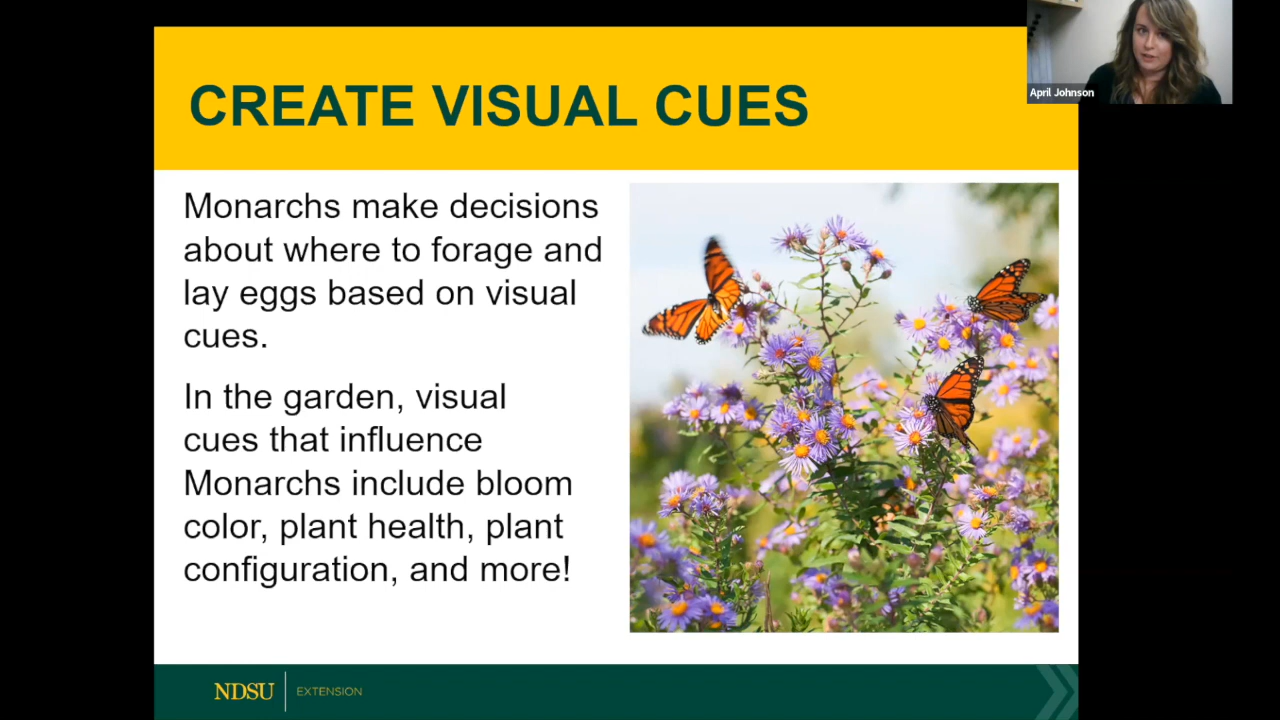 CREATE VISUAL CUES
April Johnson
Monarchs make decisions
about where to forage and
lay eggs based on visual
cues.
In the garden, visual
cues that influence
Monarchs include bloom
color, plant health, plant
configuration, and more!
NDSU EXTENSION